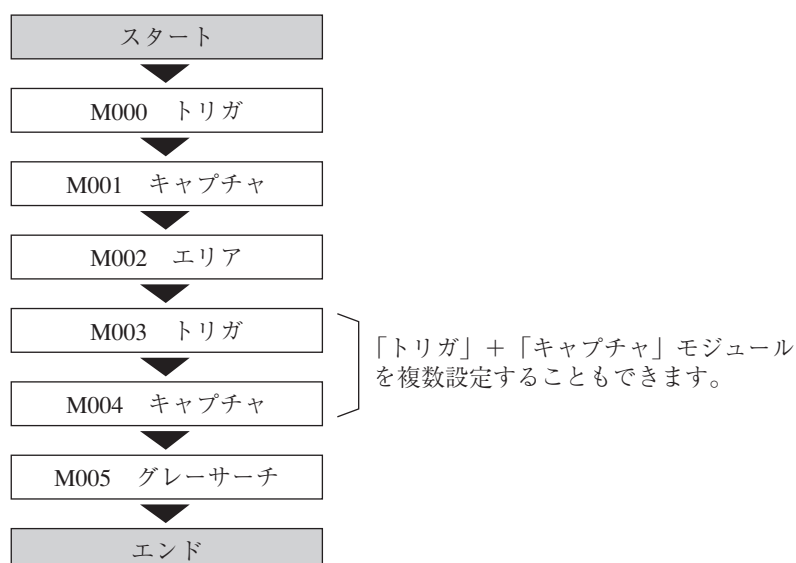 スタート
M000 トリガ
M001 キャプチャ
M002 エリア
M003 トリガ
「トリガ」＋「キャプチャ」モジュール
を複数設定することもできます。
M004 キャプチャ
M005 グレーサーチ
エンド